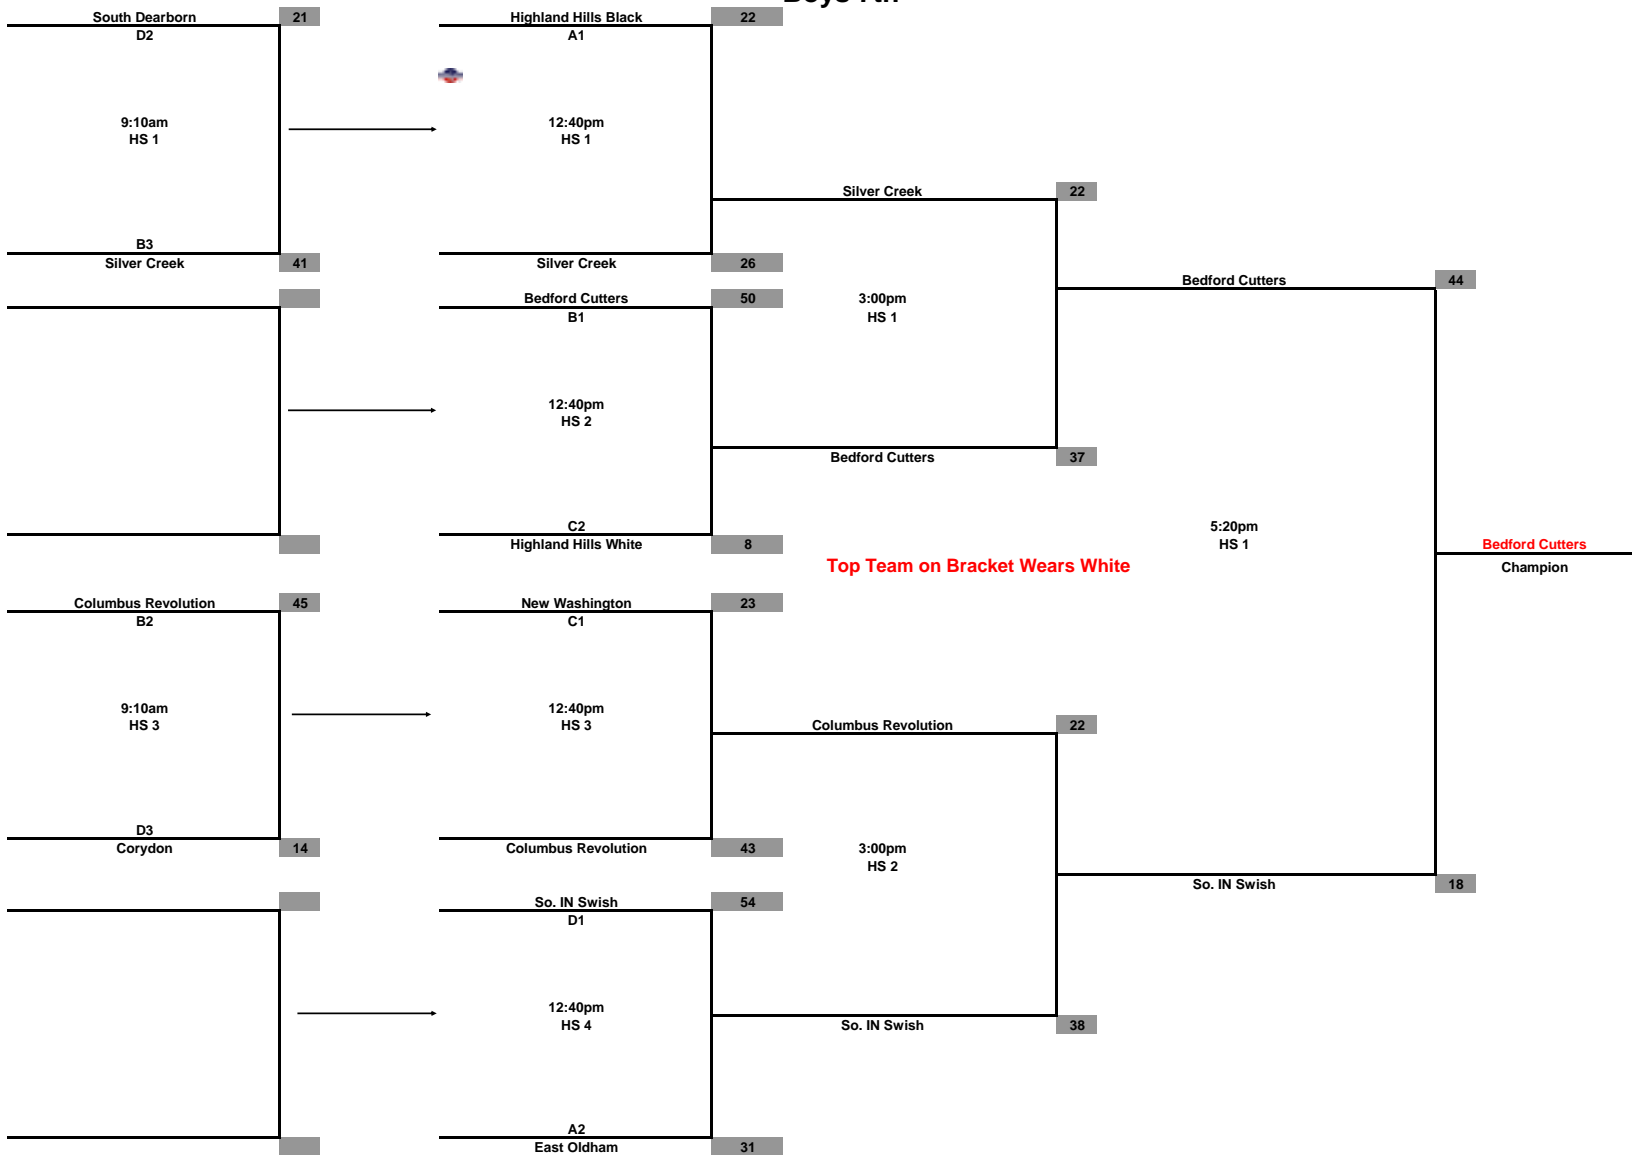 South Dearborn 21
D2
9:10am
HS 1
B3
Silver Creek 41
Highland Hills Black 22
A1
12:40pm
HS 1
Silver Creek 26
Bedford Cutters 50
B1
12:40pm
HS 2
C2
Highland Hills White 8
Silver Creek 22
3:00pm
HS 1
Bedford Cutters 37
Bedford Cutters 44
5:20pm
HS 1
Bedford Cutters
Champion
Top Team on Bracket Wears White
Columbus Revolution 45
B2
9:10am
HS 3
D3
Corydon 14
New Washington 23
C1
12:40pm
HS 3
Columbus Revolution 43
So. IN Swish 54
D1
12:40pm
HS 4
A2
East Oldham 31
Columbus Revolution 22
3:00pm
HS 2
So. IN Swish 38
So. IN Swish 18